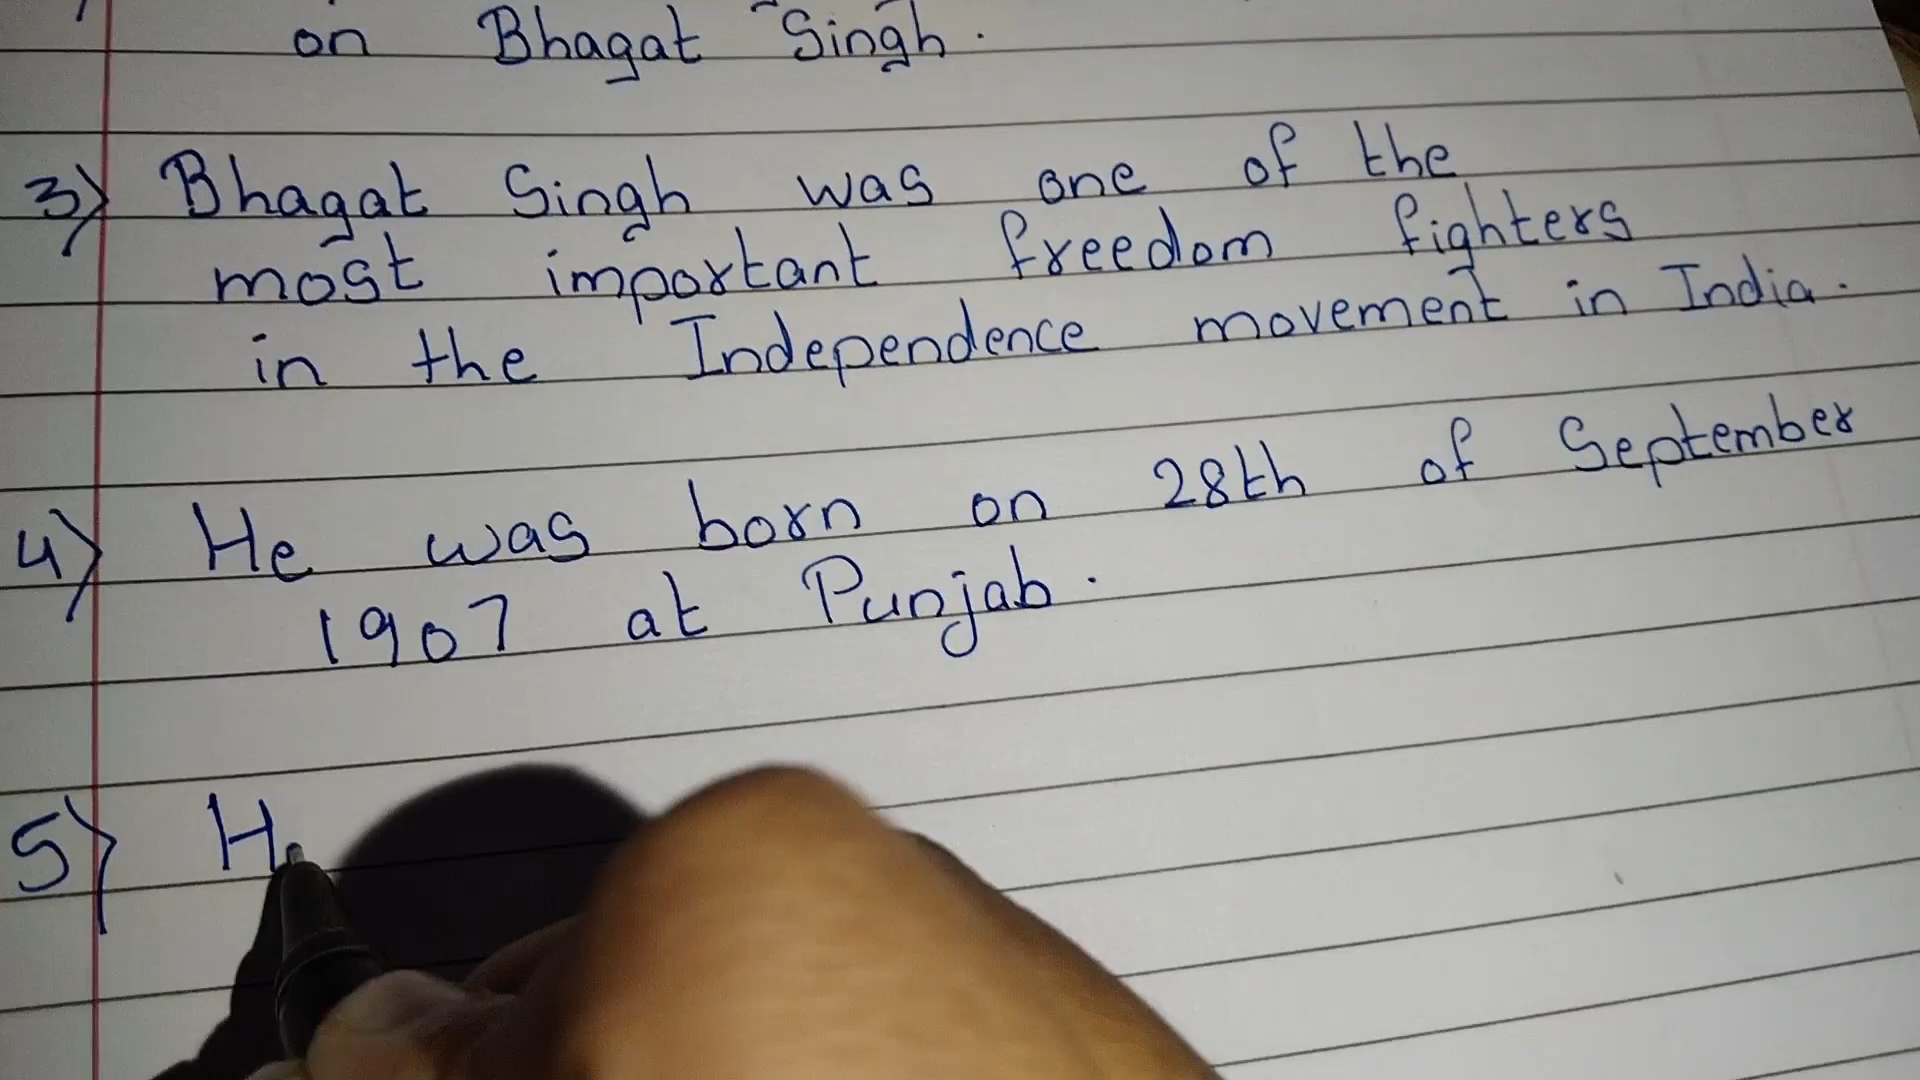 on Bhagat Singh.
3) Bhagat Singh was one of the
most important freedom fighters
in the Independence movement in India.
4) He was born on 28th of September
1907 at Punjab.
5) H